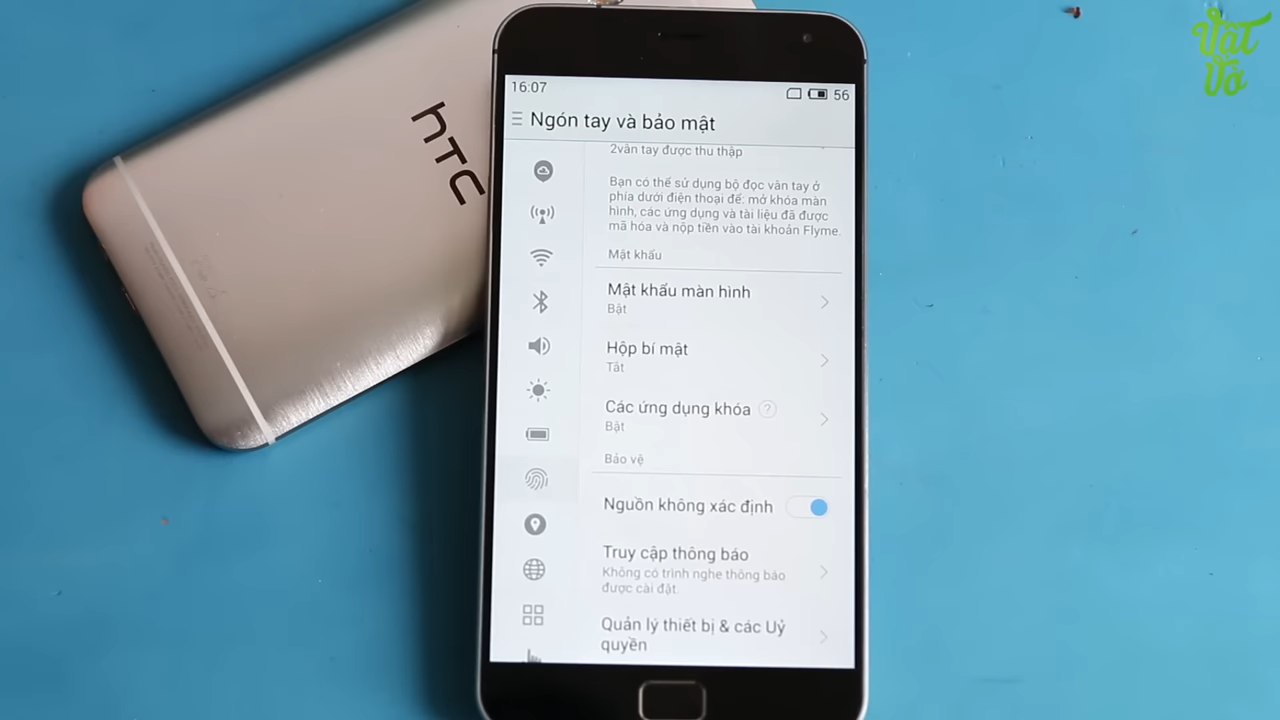 Vật
Vờ
hTC
16:07
56
Ngón tay và bảo mật
2vân tay được thu thập
Bạn có thể sử dụng bộ đọc vân tay ở
phía dưới điện thoại để: mở khóa màn
hình, các ứng dụng và tài liệu đã được
mã hóa và nộp tiền vào tài khoản Flyme.
Mật khẩu
Mật khẩu màn hình
Bật
Hộp bí mật
Tắt
Các ứng dụng khóa ?
Bật
Bảo vệ
Nguồn không xác định
Truy cập thông báo
Không có trình nghe thông báo
được cài đặt
Quản lý thiết bị & các Uỷ
quyền